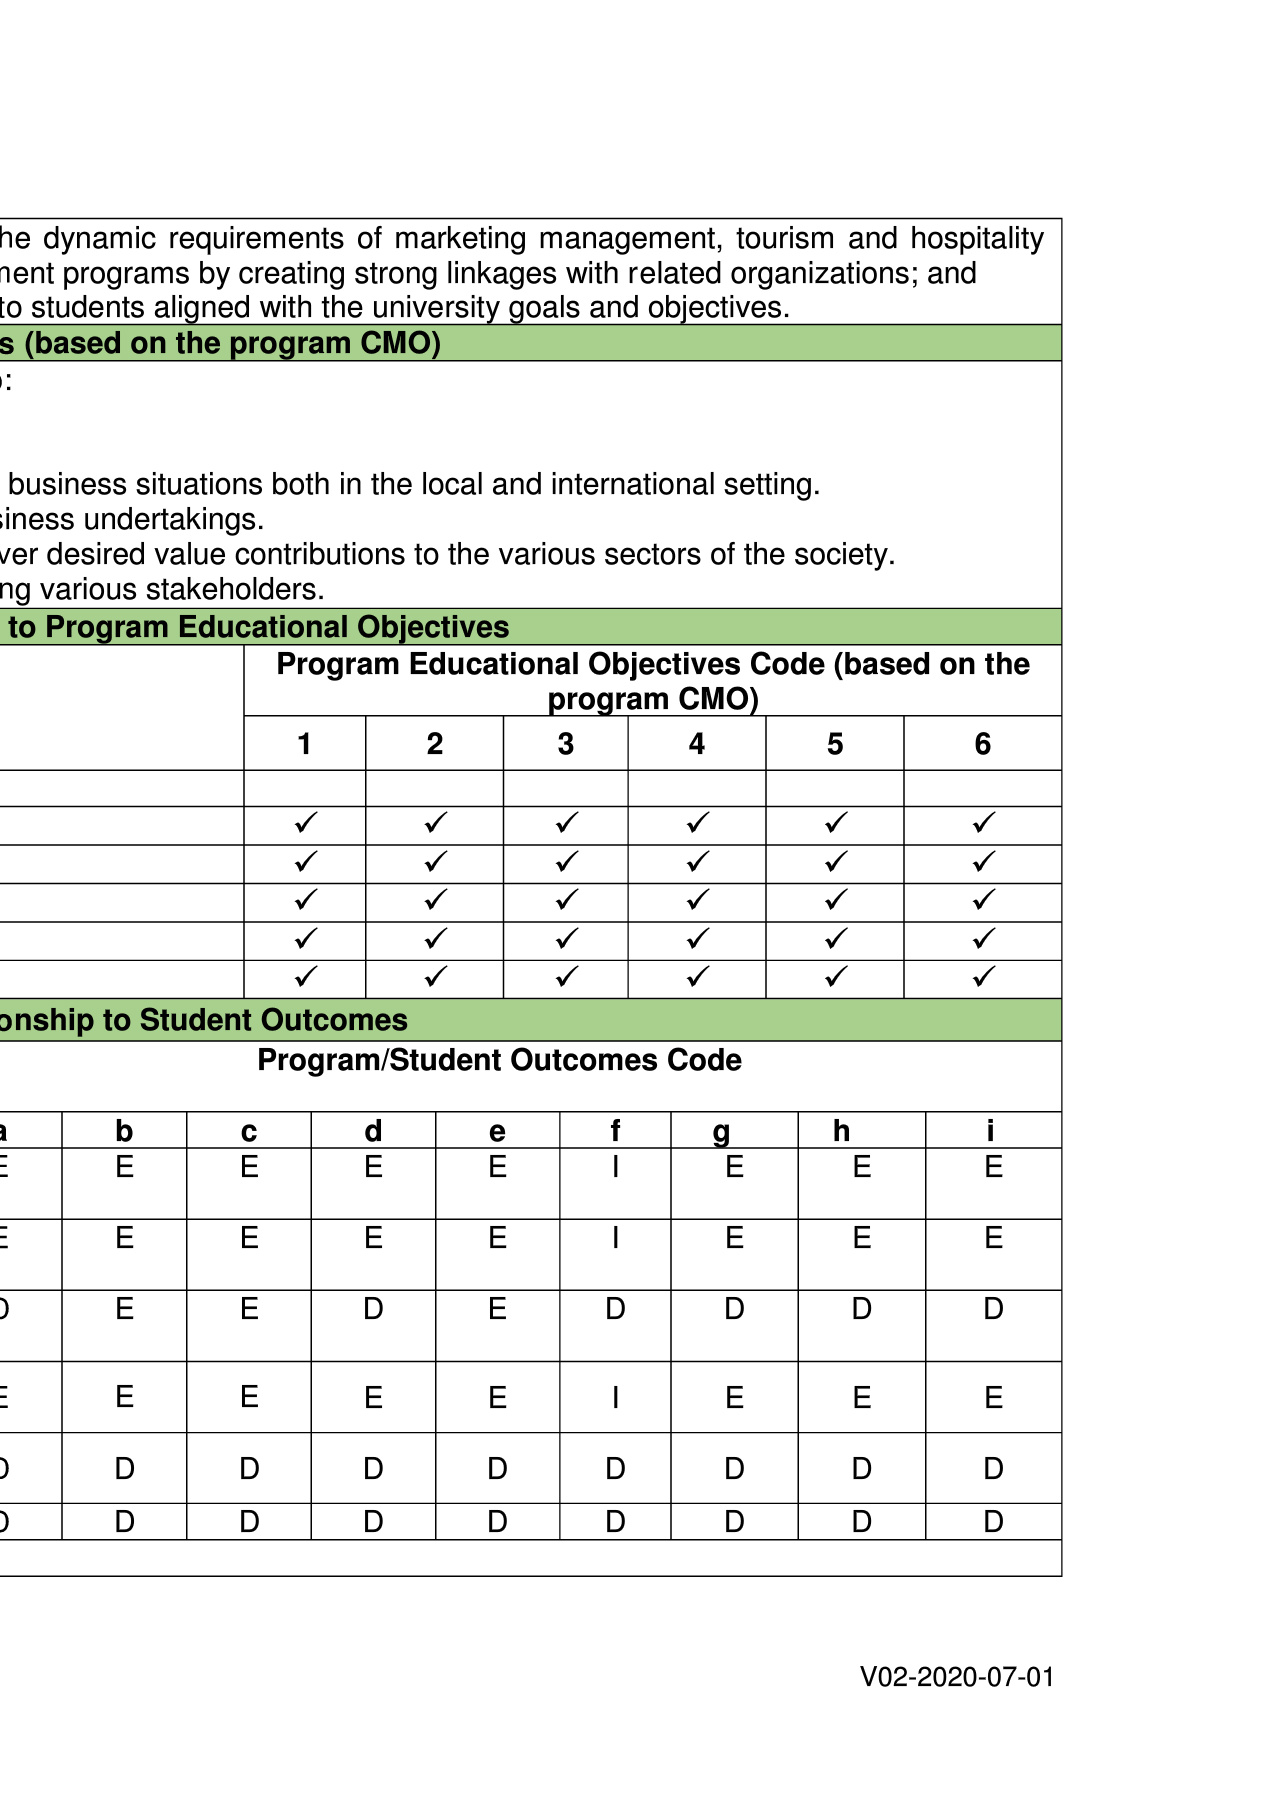 he dynamic requirements of marketing management, tourism and hospitality
ment programs by creating strong linkages with related organizations; and
to students aligned with the university goals and objectives.
s (based on the program CMO)
o:
business situations both in the local and international setting.
siness undertakings.
ver desired value contributions to the various sectors of the society.
ng various stakeholders.
to Program Educational Objectives
Program Educational Objectives Code (based on the
program CMO)
1 2 3 4 5 6
✓ ✓ ✓ ✓ ✓ ✓
✓ ✓ ✓ ✓ ✓ ✓
✓ ✓ ✓ ✓ ✓ ✓
✓ ✓ ✓ ✓ ✓ ✓
✓ ✓ ✓ ✓ ✓ ✓
onship to Student Outcomes
Program/Student Outcomes Code
a b c d e f g h i
E E E E E I E E E
E E E E E I E E E
D E E D E D D D D
E E E E E I E E E
D D D D D D D D D
D D D D D D D D D
V02-2020-07-01